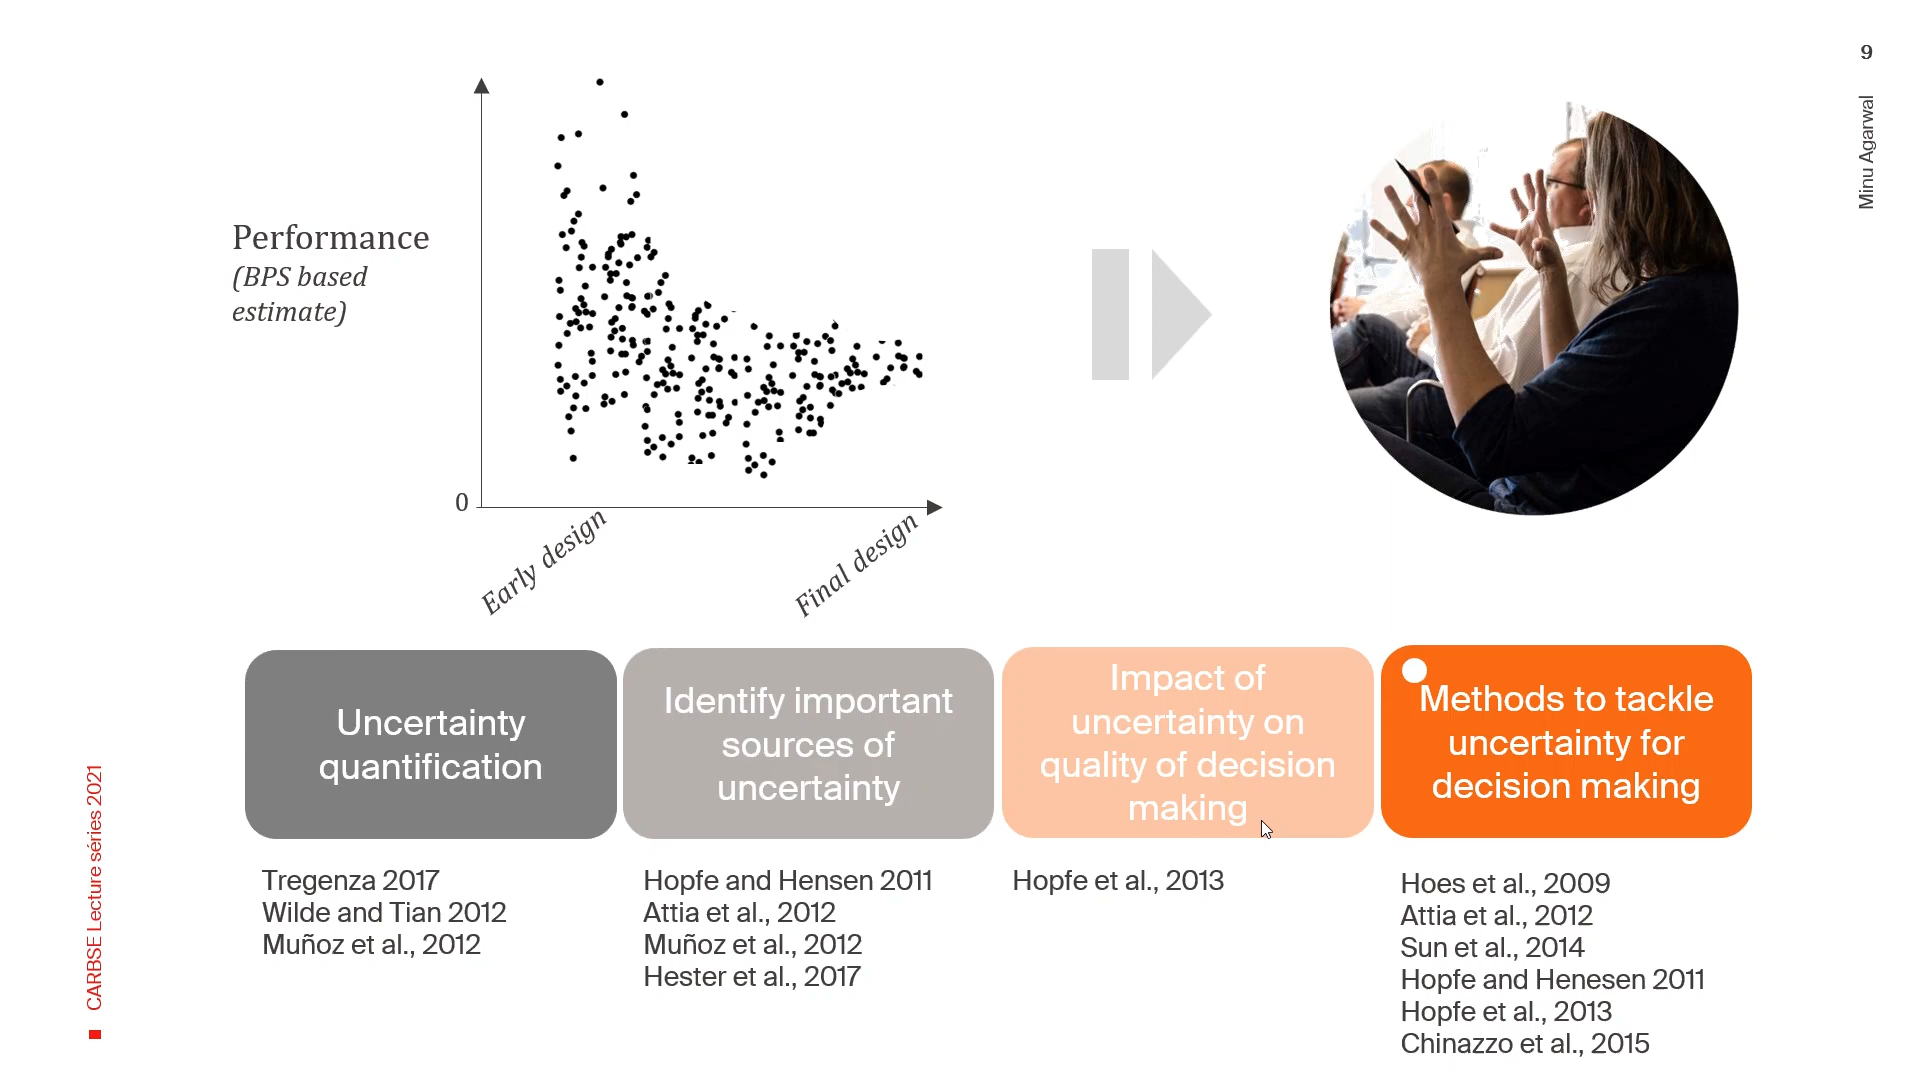 9
Minu Agarwal
Performance
(BPS based
estimate)
0
Early design
Final design
Uncertainty
quantification
Identify important
sources of
uncertainty
Impact of
uncertainty on
quality of decision
making
Methods to tackle
uncertainty for
decision making
Tregenza 2017
Wilde and Tian 2012
Muñoz et al., 2012
Hopfe and Hensen 2011
Attia et al., 2012
Muñoz et al., 2012
Hester et al., 2017
Hopfe et al., 2013
Hoes et al., 2009
Attia et al., 2012
Sun et al., 2014
Hopfe and Henesen 2011
Hopfe et al., 2013
Chinazzo et al., 2015
CARBSE Lecture séries 2021